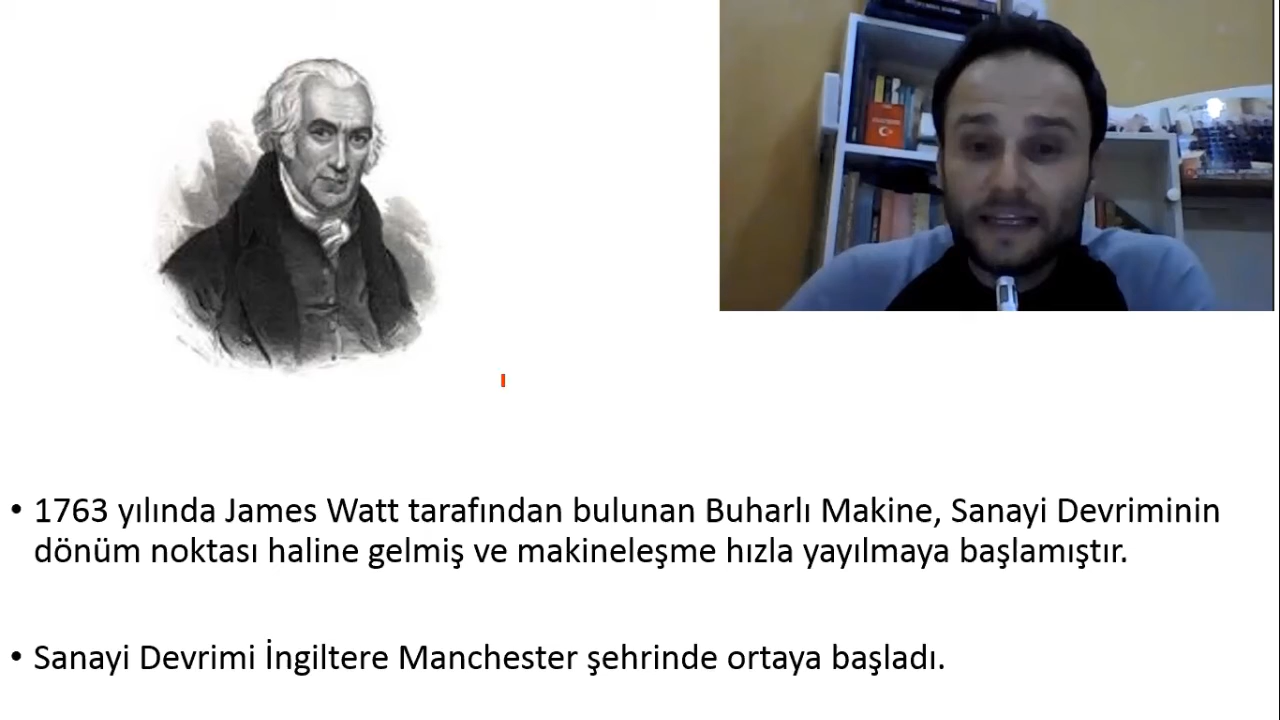 • 1763 yılında James Watt tarafından bulunan Buharlı Makine, Sanayi Devriminin
dönüm noktası haline gelmiş ve makineleşme hızla yayılmaya başlamıştır.
• Sanayi Devrimi İngiltere Manchester şehrinde ortaya başladı.